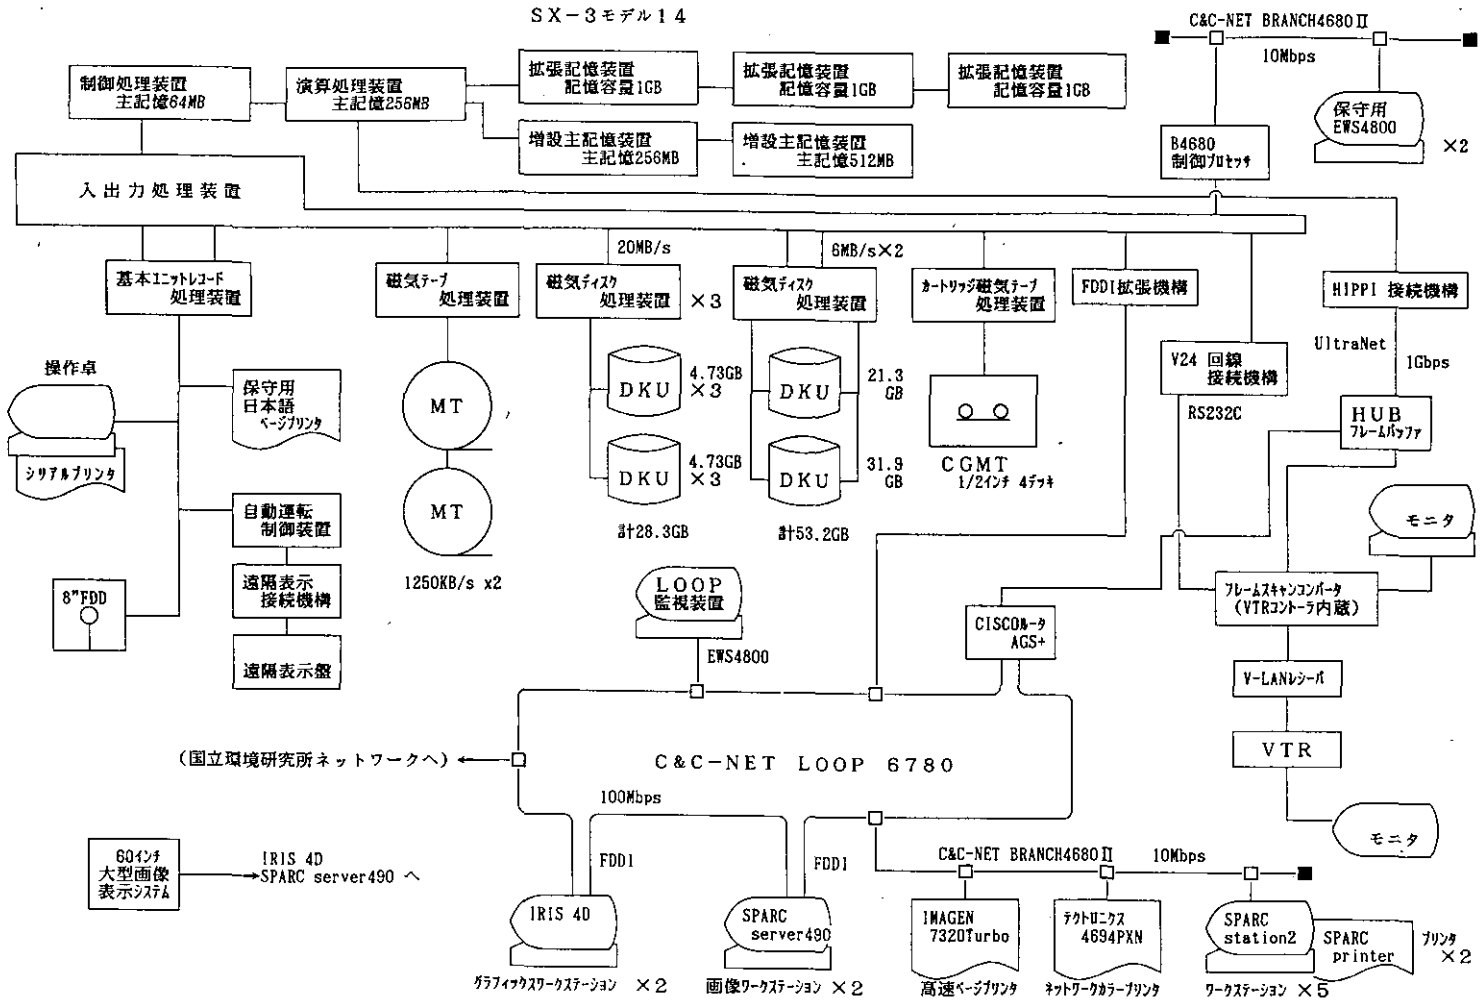 SX-3モデル14
C&C-NET BRANCH4680Ⅱ
10Mbps
制御処理装置
主記憶64MB
演算処理装置
主記憶256MB
拡張記憶装置
記憶容量1GB
拡張記憶装置
記憶容量1GB
拡張記憶装置
記憶容量1GB
増設主記憶装置
主記憶256MB
増設主記憶装置
主記憶512MB
B4680
制御プロセッサ
保守用
EWS4800
×2
入出力処理装置
20MB/s
6MB/s×2
基本ユニットレコード
処理装置
磁気テープ
処理装置
磁気ディスク
処理装置
×3
磁気ディスク
処理装置
カートリッジ磁気テープ
処理装置
FDDI拡張機構
HIPPI 接続機構
UltraNet
1Gbps
V24 回線
接続機構
RS232C
HUB
フレームバッファ
操作卓
シリアルプリンタ
保守用
日本語
ページプリンタ
MT
MT
1250KB/s x2
DKU
4.73GB
×3
DKU
4.73GB
×3
計28.3GB
DKU
21.3
GB
DKU
31.9
GB
計53.2GB
CGMT
1/2インチ 4デッキ
自動運転
制御装置
遠隔表示
接続機構
遠隔表示盤
8"FDD
モニタ
フレームスキャンコンバータ
(VTRコントローラ内蔵)
LOOP
監視装置
EWS4800
CISCOルータ
AGS+
V-LANレシーバ
VTR
モニタ
(国立環境研究所ネットワークへ)
C&C-NET LOOP 6780
100Mbps
FDDI
FDDI
60インチ
大型画像
表示システム
IRIS 4D
SPARC server490 へ
C&C-NET BRANCH4680Ⅱ
10Mbps
IRIS 4D
グラフィックスワークステーション ×2
SPARC
server490
画像ワークステーション ×2
IMAGEN
7320Turbo
高速ページプリンタ
テクトロニクス
4694PXN
ネットワークカラープリンタ
SPARC
station2
ワークステーション ×5
SPARC
printer
プリンタ
×2